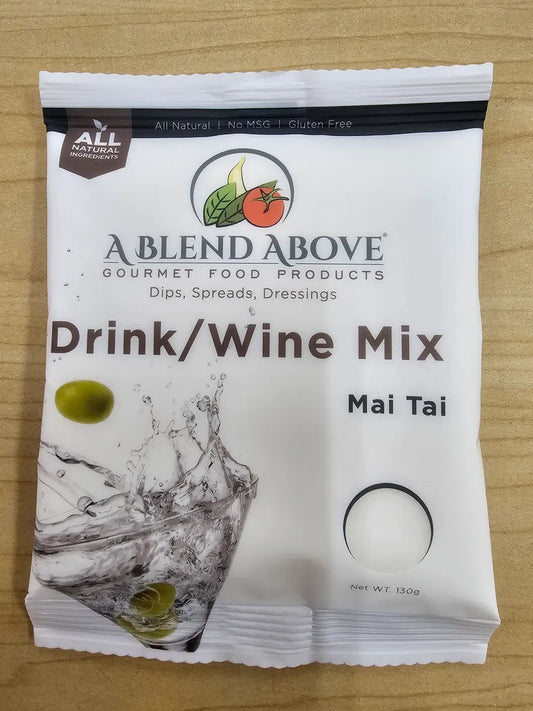 All Natural | No MSG | Gluten Free
ALL
NATURAL
INGREDIENTS
A BLEND ABOVE®
GOURMET FOOD PRODUCTS
Dips, Spreads, Dressings
Drink/Wine Mix
Mai Tai
Net WT. 130g